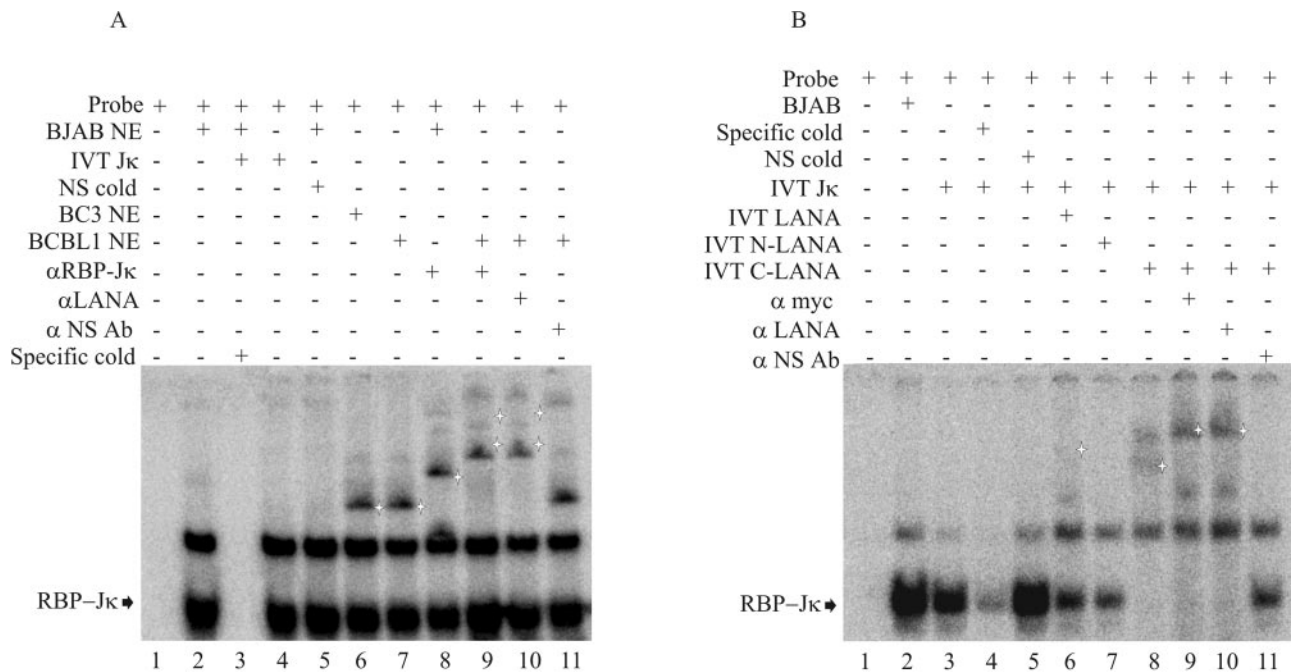 A
Probe + + + + + + + + + + +
BJAB NE - + + - + - - + - - -
IVT Jκ - - + + - - - - - - -
NS cold - - - - + - - - - - -
BC3 NE - - - - - + - - - - -
BCBL1 NE - - - - - - + - + + +
αRBP-Jκ - - - - - - - + + - -
αLANA - - - - - - - - - + -
α NS Ab - - - - - - - - - - +
Specific cold - - + - - - - - - - -
RBP–Jκ
1 2 3 4 5 6 7 8 9 10 11
B
Probe + + + + + + + + + + +
BJAB - + - - - - - - - - -
Specific cold - - - + - - - - - - -
NS cold - - - - + - - - - - -
IVT Jκ - - + + + + + + + + +
IVT LANA - - - - - + - - - - -
IVT N-LANA - - - - - - + - - - -
IVT C-LANA - - - - - - - + + + +
α myc - - - - - - - - + - -
α LANA - - - - - - - - - + -
α NS Ab - - - - - - - - - - +
RBP–Jκ
1 2 3 4 5 6 7 8 9 10 11